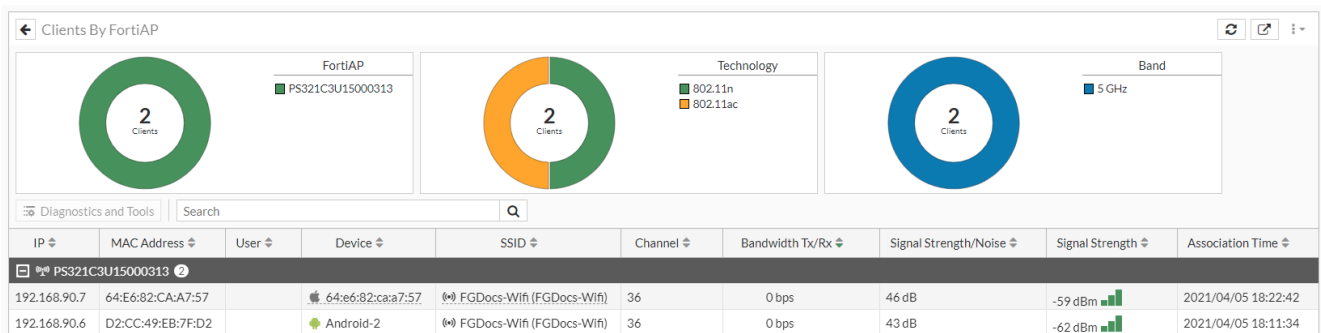 Clients By FortiAP
FortiAP
PS321C3U15000313
2
Clients
Technology
802.11n
802.11ac
2
Clients
Band
5 GHz
2
Clients
Diagnostics and Tools Search
IP MAC Address User Device SSID Channel Bandwidth Tx/Rx Signal Strength/Noise Signal Strength Association Time
PS321C3U15000313 2
192.168.90.7 64:E6:82:CA:A7:57 64:e6:82:ca:a7:57 FGDocs-Wifi (FGDocs-Wifi) 36 0 bps 46 dB -59 dBm 2021/04/05 18:22:42
192.168.90.6 D2:CC:49:EB:7F:D2 Android-2 FGDocs-Wifi (FGDocs-Wifi) 36 0 bps 43 dB -62 dBm 2021/04/05 18:11:34